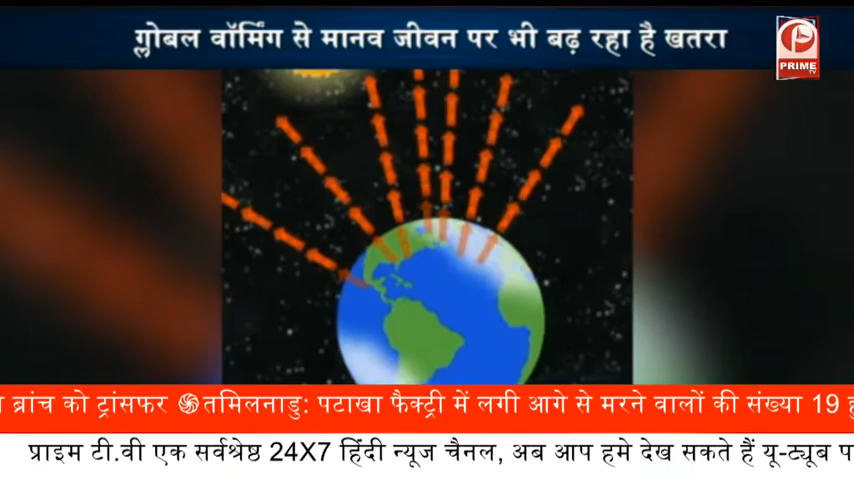 ग्लोबल वॉर्मिंग से मानव जीवन पर भी बढ़ रहा है खतरा
PRIME
TV
ब्रांच को ट्रांसफर तमिलनाडु: पटाखा फैक्ट्री में लगी आगे से मरने वालों की संख्या 19
प्राइम टी.वी एक सर्वश्रेष्ठ 24X7 हिंदी न्यूज चैनल, अब आप हमे देख सकते हैं यू-ट्यूब प